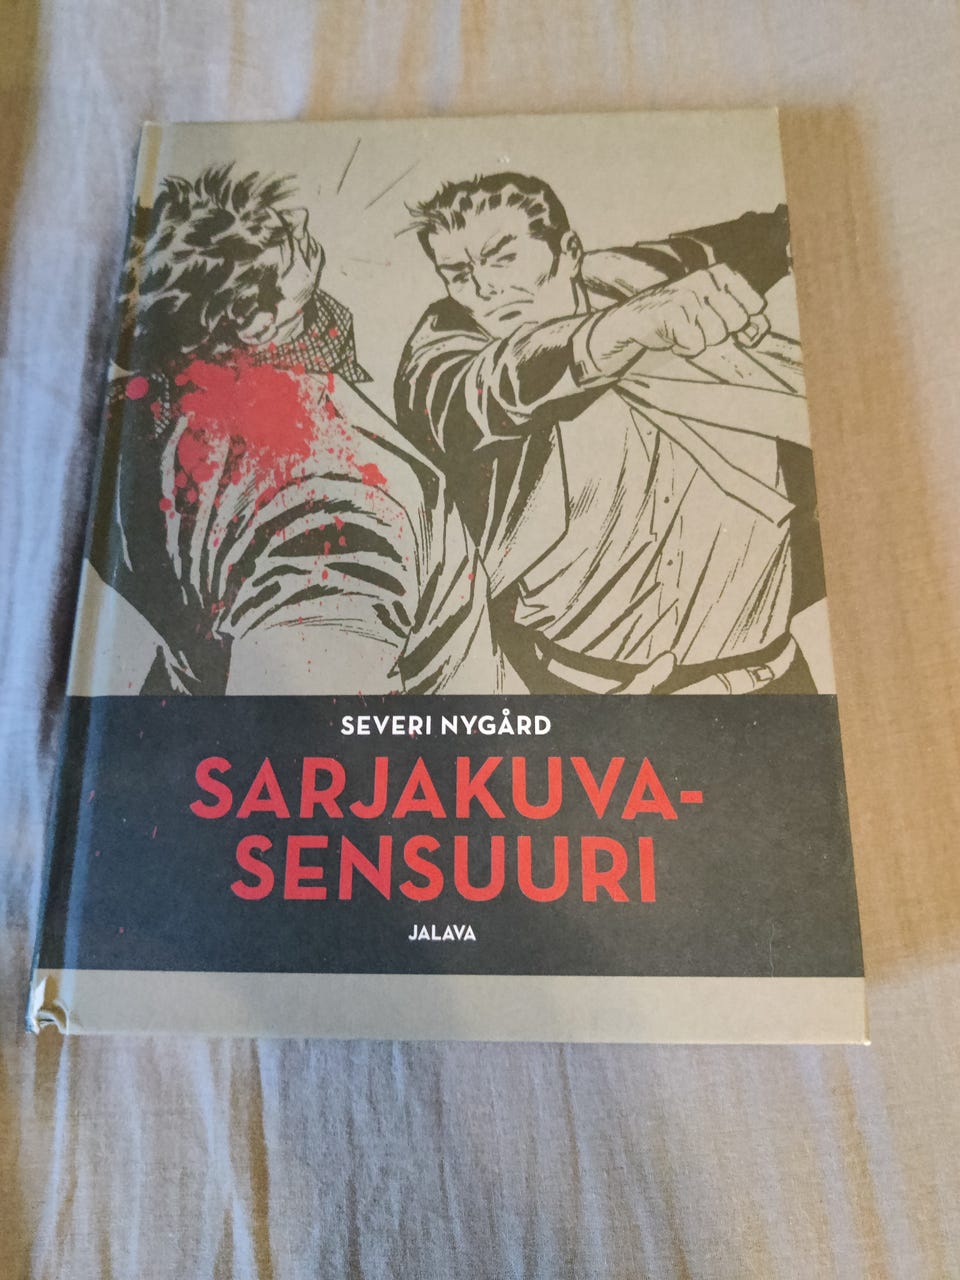 SEVERI NYGÅRD
SARJAKUVA-
SENSUURI
JALAVA